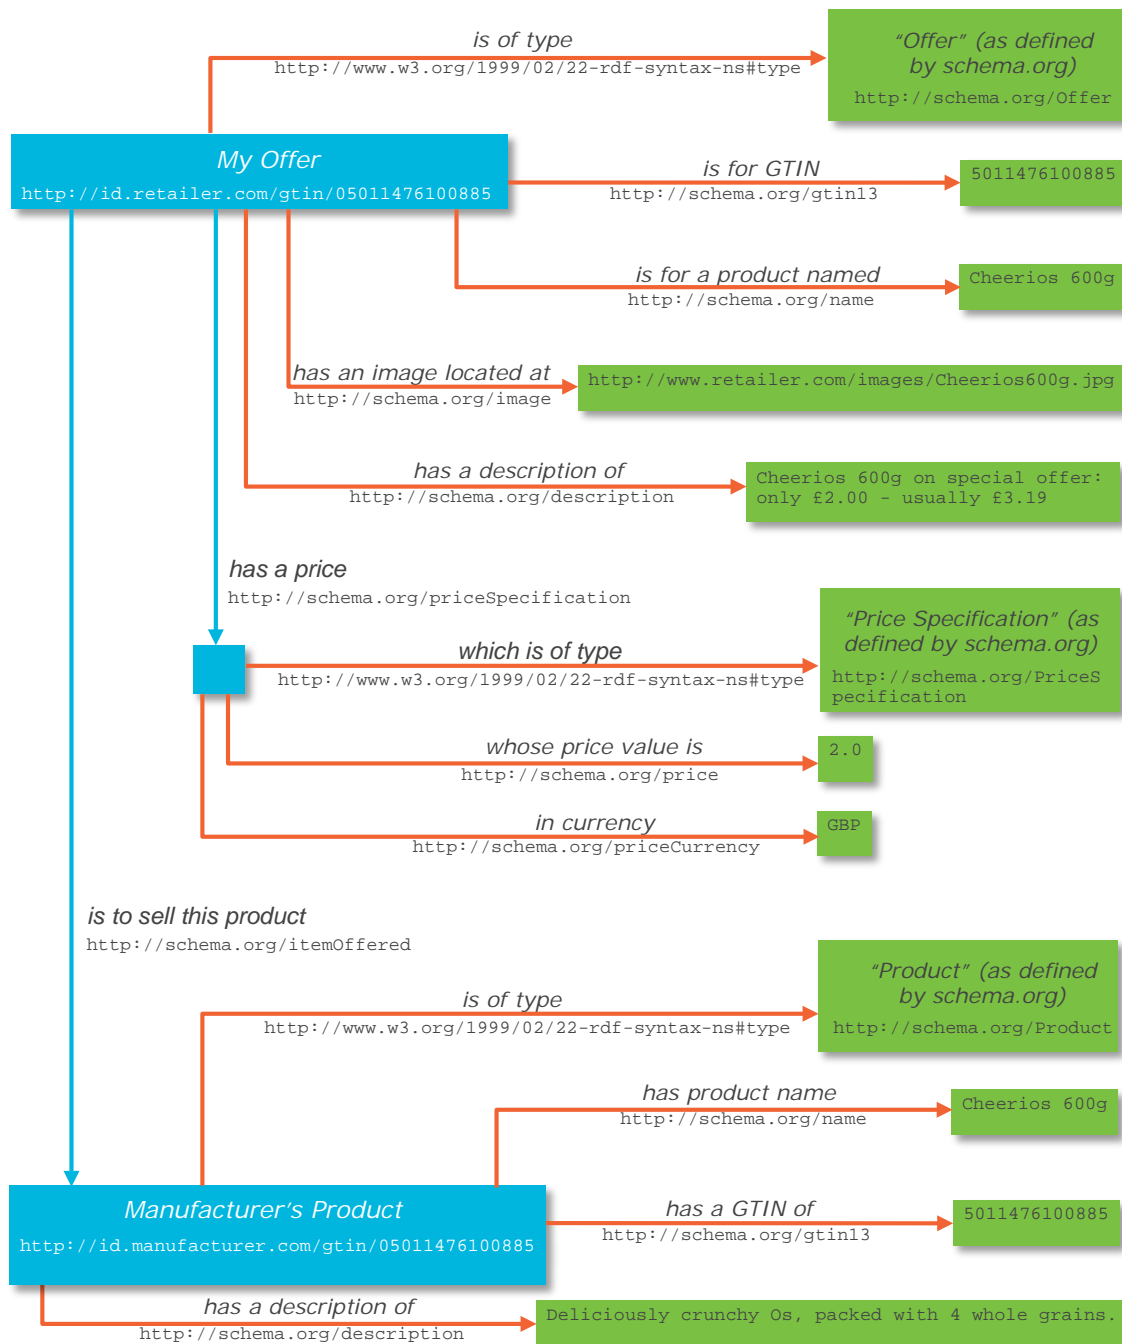 is of type
http://www.w3.org/1999/02/22-rdf-syntax-ns#type
“Offer” (as defined
by schema.org)
http://schema.org/Offer
My Offer
http://id.retailer.com/gtin/05011476100885
is for GTIN
http://schema.org/gtin13
5011476100885
is for a product named
http://schema.org/name
Cheerios 600g
has an image located at
http://schema.org/image
http://www.retailer.com/images/Cheerios600g.jpg
has a description of
http://schema.org/description
Cheerios 600g on special offer:
only £2.00 - usually £3.19
has a price
http://schema.org/priceSpecification
which is of type
http://www.w3.org/1999/02/22-rdf-syntax-ns#type
“Price Specification” (as
defined by schema.org)
http://schema.org/PriceS
pecification
whose price value is
http://schema.org/price
2.0
in currency
http://schema.org/priceCurrency
GBP
is to sell this product
http://schema.org/itemOffered
is of type
http://www.w3.org/1999/02/22-rdf-syntax-ns#type
“Product” (as defined
by schema.org)
http://schema.org/Product
has product name
http://schema.org/name
Cheerios 600g
Manufacturer's Product
http://id.manufacturer.com/gtin/05011476100885
has a GTIN of
http://schema.org/gtin13
5011476100885
has a description of
http://schema.org/description
Deliciously crunchy Os, packed with 4 whole grains.